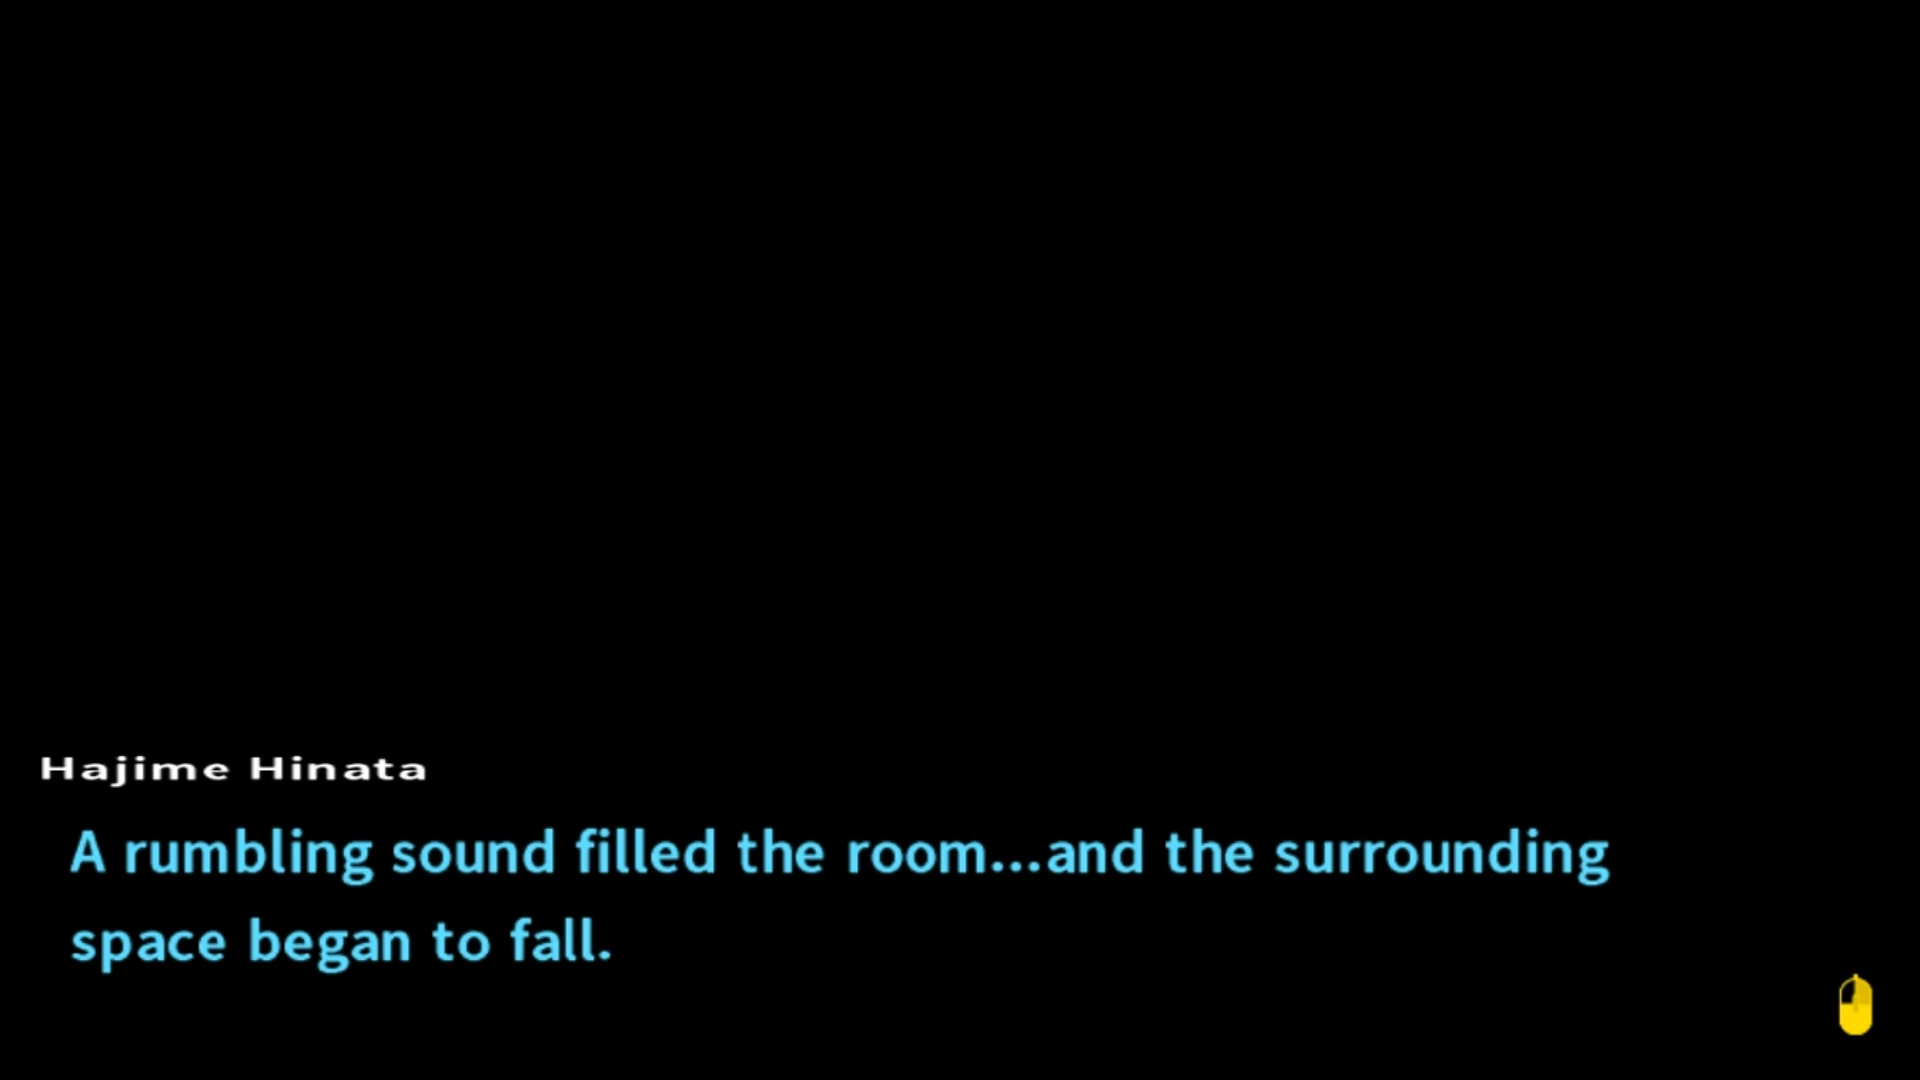 Hajime Hinata
A rumbling sound filled the room...and the surrounding
space began to fall.